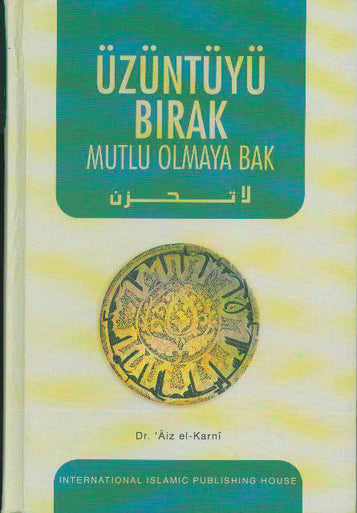 ÜZÜNTÜYÜ
BIRAK
MUTLU OLMAYA BAK
لا تحزن
Dr. 'Âiz el-Karnî
INTERNATIONAL ISLAMIC PUBLISHING HOUSE